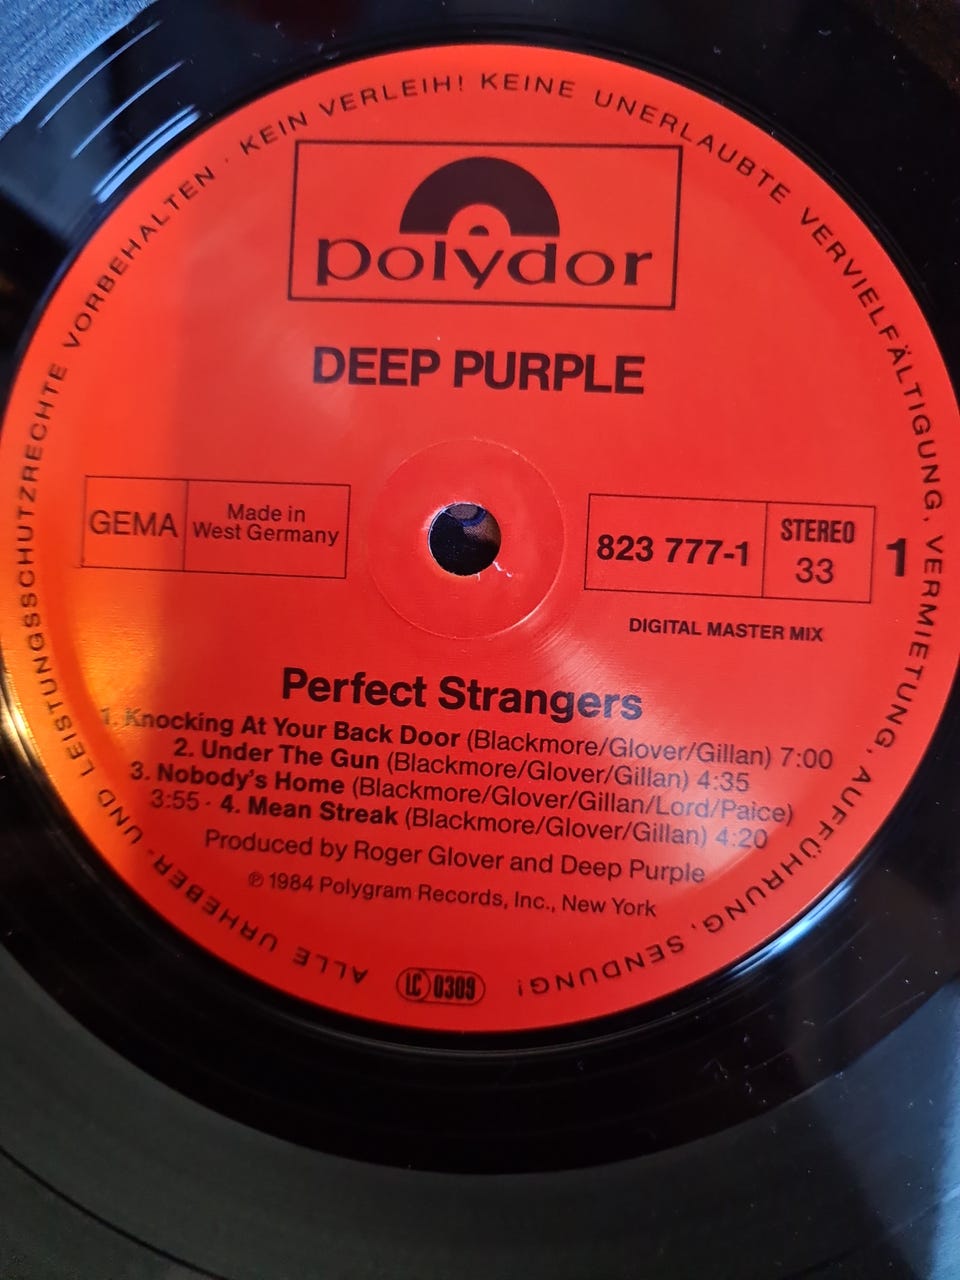 ALLE URHEBER- UND LEISTUNGSSCHUTZRECHTE VORBEHALTEN · KEIN VERLEIH! KEINE UNERLAUBTE VERVIELFÄLTIGUNG, VERMIETUNG, AUFFÜHRUNG, SENDUNG!
polydor
DEEP PURPLE
GEMA
Made in
West Germany
823 777-1
STEREO
33
1
DIGITAL MASTER MIX
Perfect Strangers
1. Knocking At Your Back Door (Blackmore/Glover/Gillan) 7:00
2. Under The Gun (Blackmore/Glover/Gillan) 4:35
3. Nobody's Home (Blackmore/Glover/Gillan/Lord/Paice)
3:55 · 4. Mean Streak (Blackmore/Glover/Gillan) 4:20
Produced by Roger Glover and Deep Purple
℗ 1984 Polygram Records, Inc., New York
LC 0309